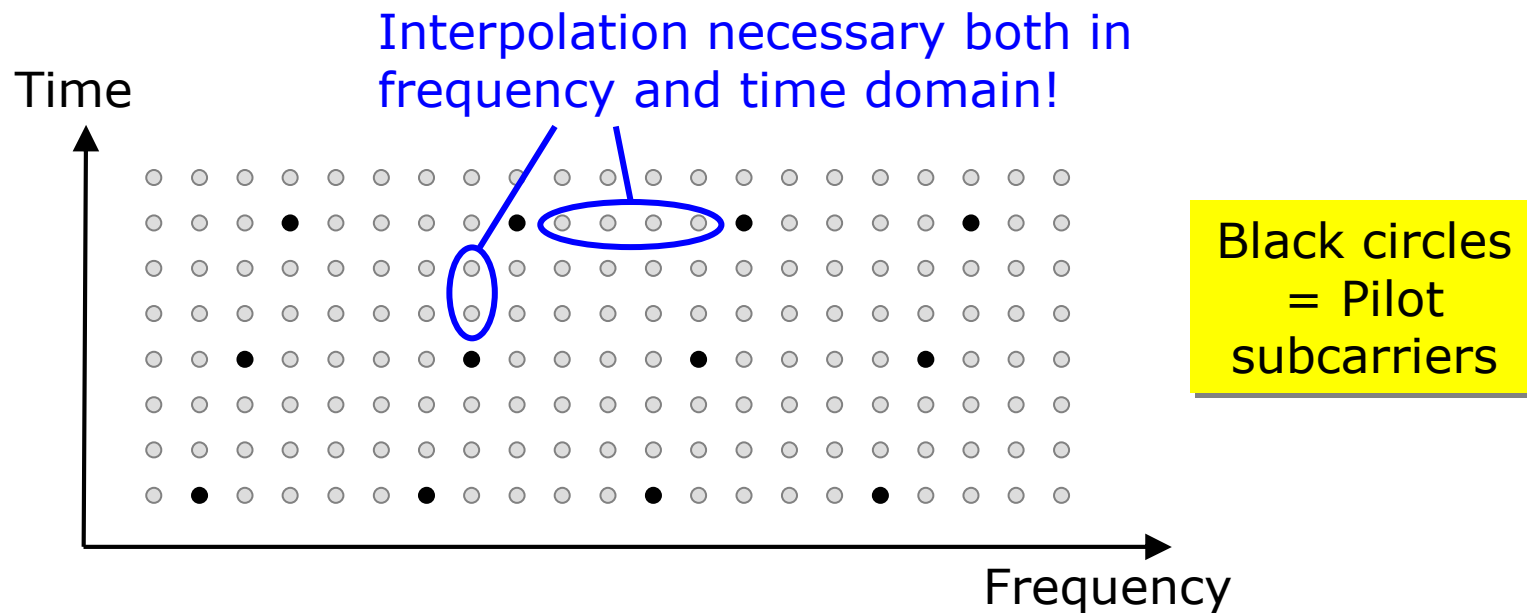 Interpolation necessary both in
frequency and time domain!
Time
Black circles
= Pilot
subcarriers
Frequency